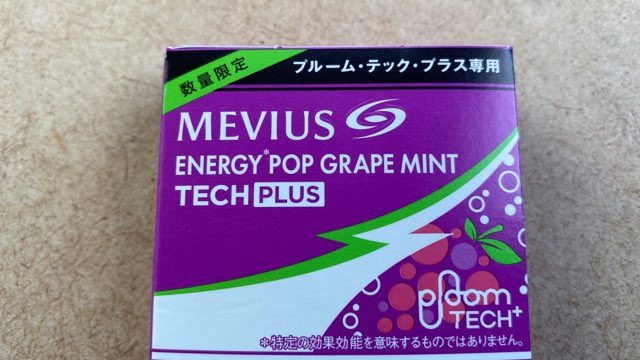 数量限定
プルーム・テック・プラス専用
MEVIUS
ENERGY*POP GRAPE MINT
TECH PLUS
ploom
TECH+
*特定の効果効能を意味するものではありません。